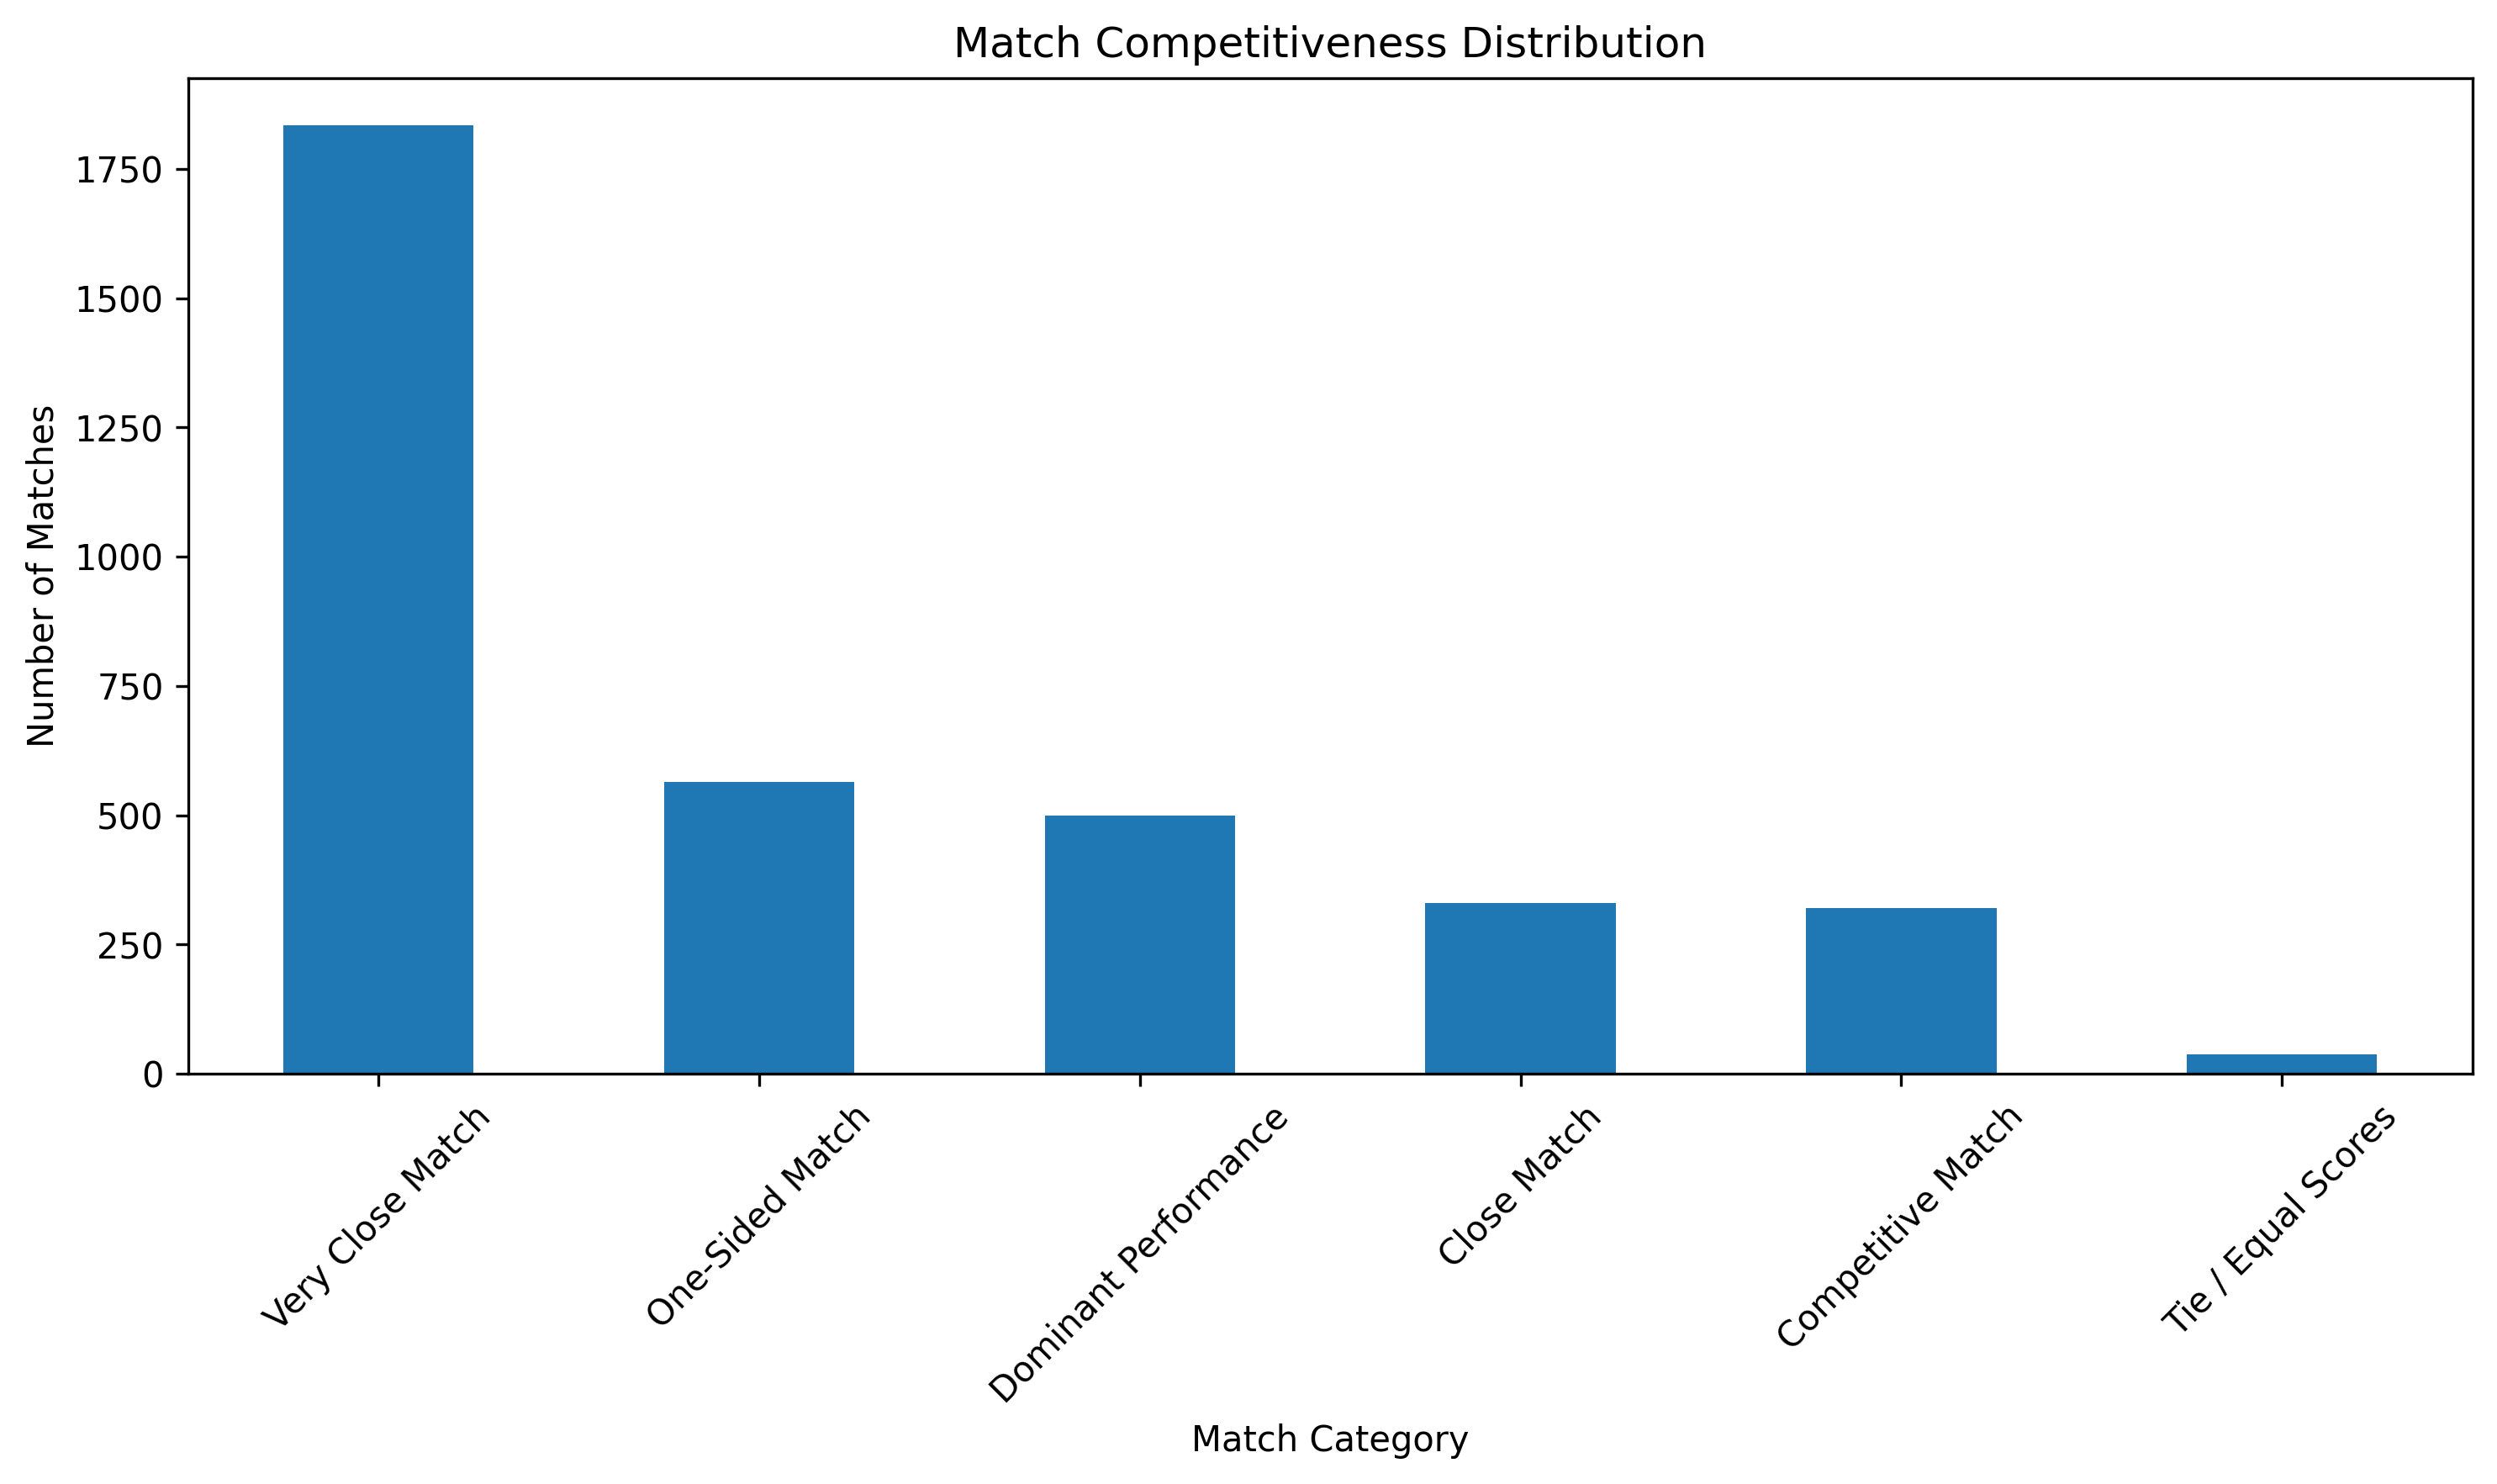 Match Competitiveness Distribution
Number of Matches
1750
1500
1250
1000
750
500
250
0
Very Close Match
One-Sided Match
Dominant Performance
Close Match
Competitive Match
Tie / Equal Scores
Match Category